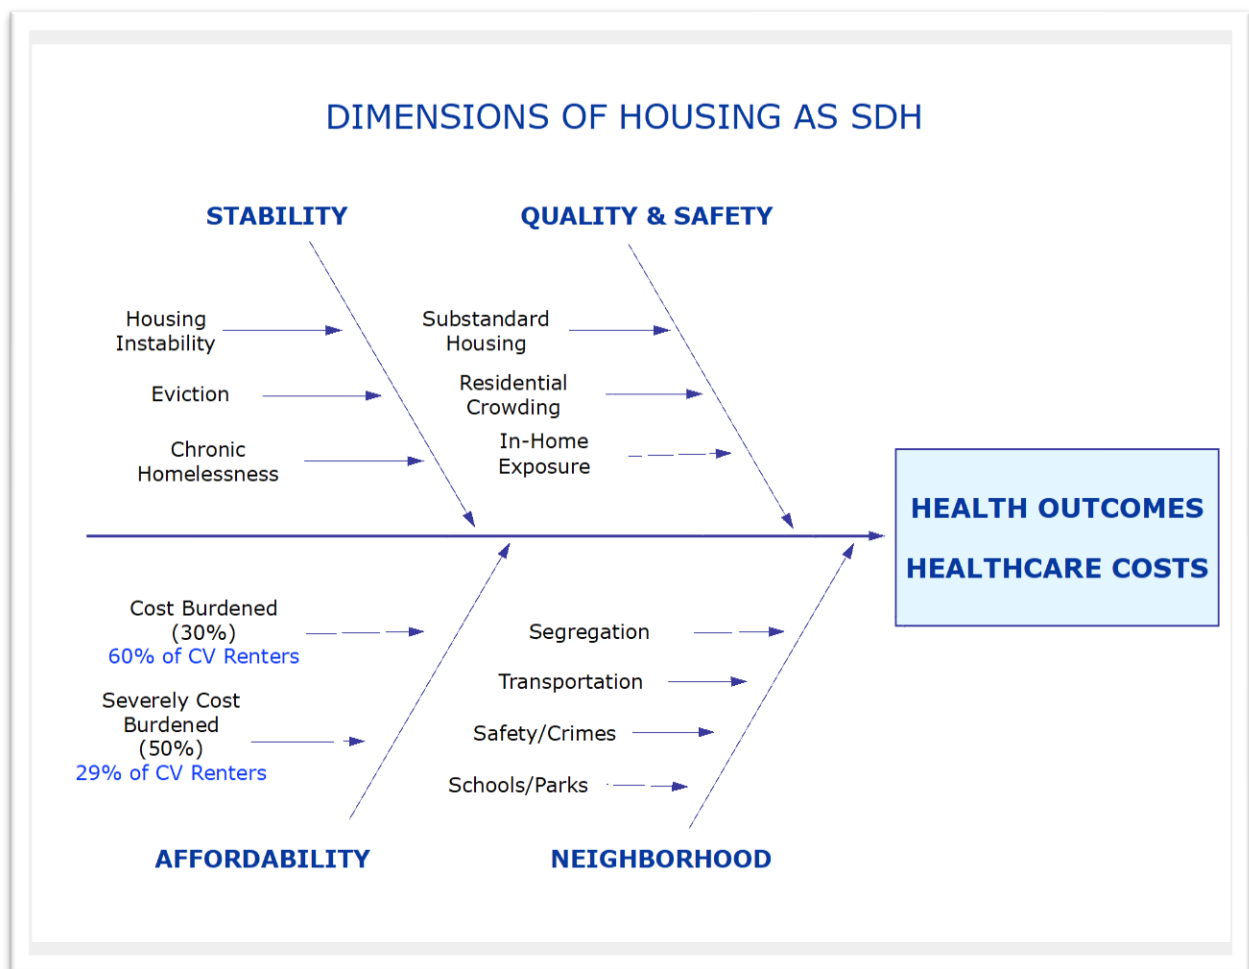 DIMENSIONS OF HOUSING AS SDH
STABILITY
Housing
Instability
Eviction
Chronic
Homelessness
QUALITY & SAFETY
Substandard
Housing
Residential
Crowding
In-Home
Exposure
HEALTH OUTCOMES
HEALTHCARE COSTS
Cost Burdened
(30%)
60% of CV Renters
Severely Cost
Burdened
(50%)
29% of CV Renters
AFFORDABILITY
Segregation
Transportation
Safety/Crimes
Schools/Parks
NEIGHBORHOOD